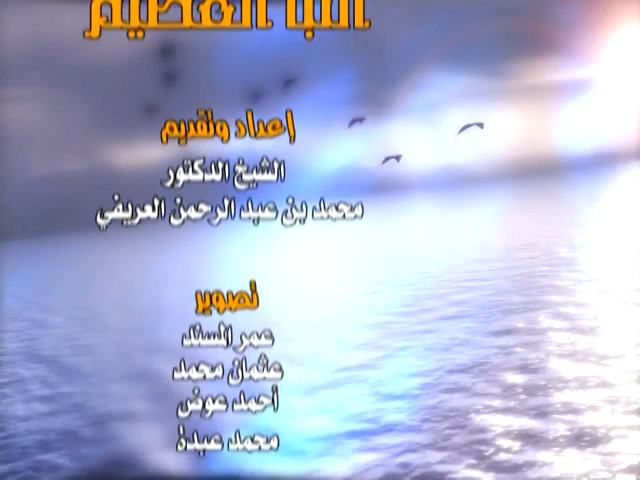 النبأ العظيم
إعداد وتقديم
الشيخ الدكتور
محمد بن عبد الرحمن العريفي
تصوير
عمر المسند
عثمان محمد
أحمد عوض
محمد عبدة